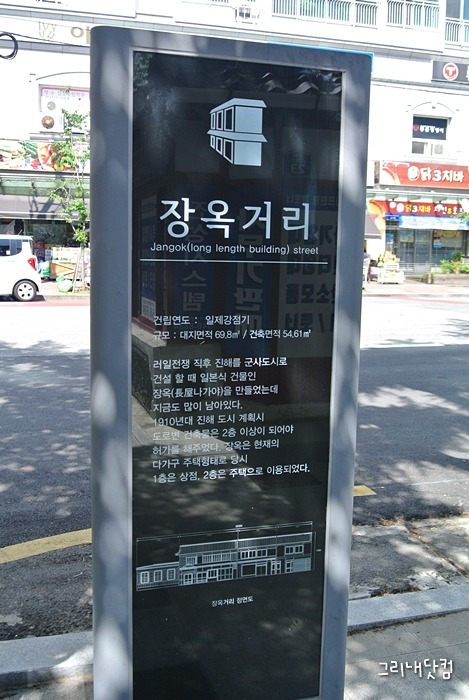 장옥거리
Jangok(long length building) street
건립연도 : 일제강점기
규모 : 대지면적 69.8㎡ / 건축면적 54.61㎡
러일전쟁 직후 진해를 군사도시로
건설 할 때 일본식 건물인
장옥(長屋나가야)을 만들었는데
지금도 많이 남아있다.
1910년대 진해 도시 계획시
도로변 건축물은 2층 이상이 되어야
허가를 해주었다. 장옥은 현재의
다가구 주택형태로 당시
1층은 상점, 2층은 주택으로 이용되었다.
장옥거리 정면도
닭3치바
닭3치바
그리내닷컴